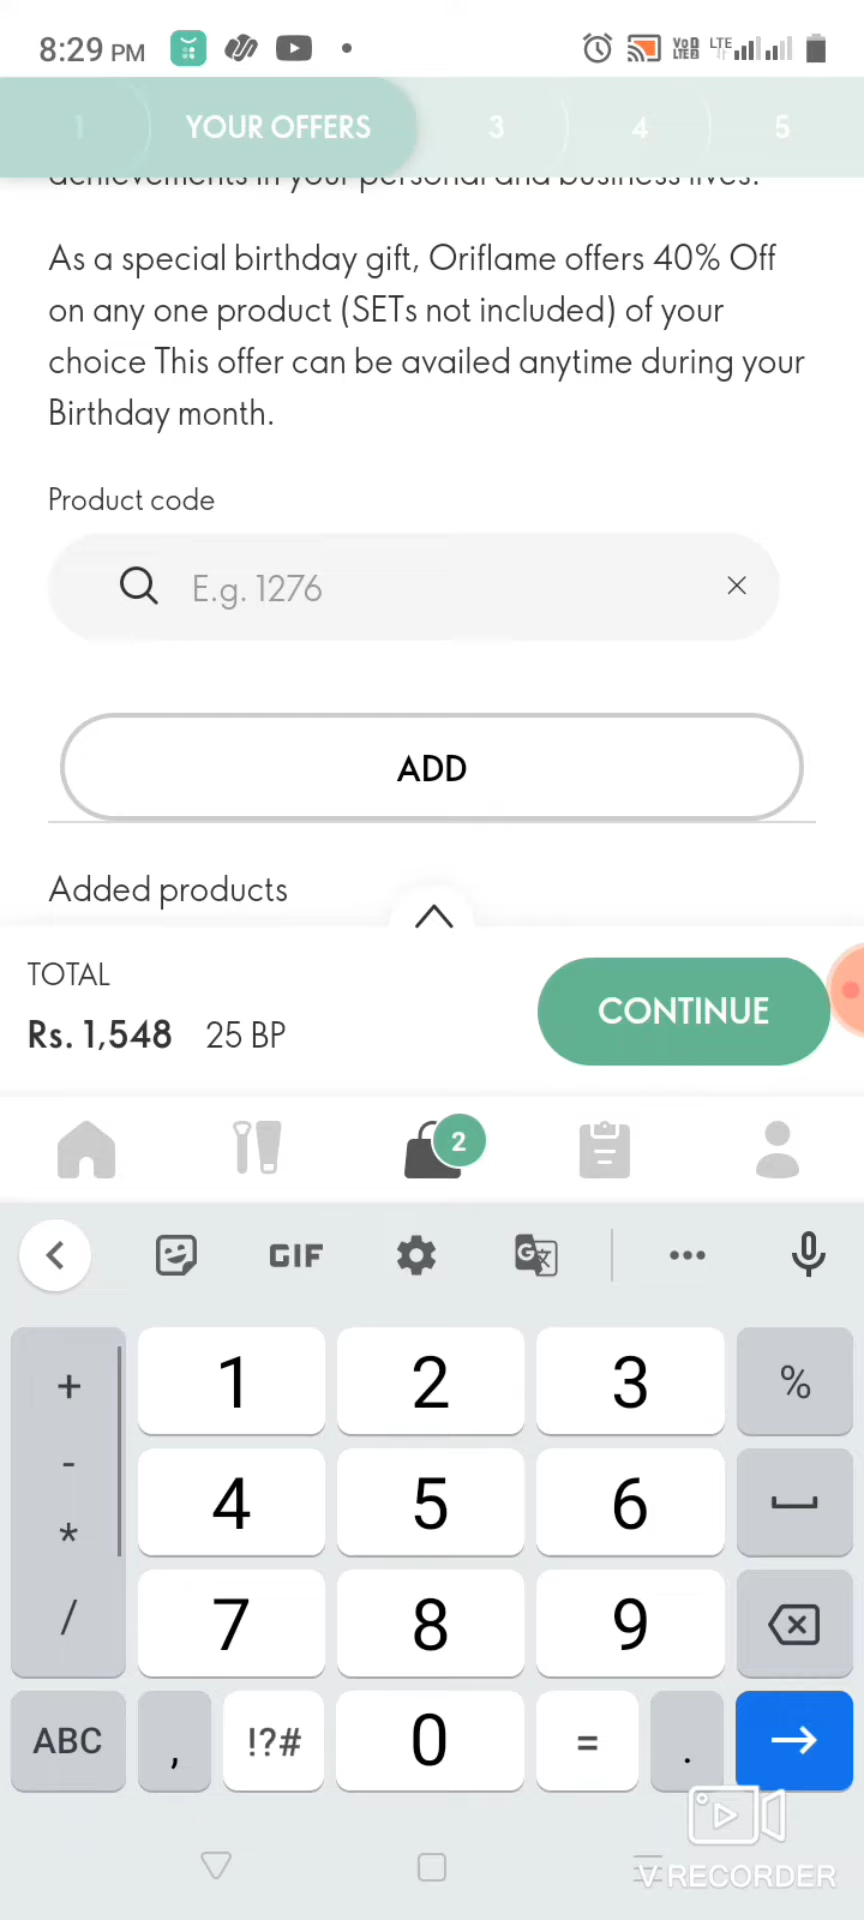 8:29 PM
LTE
1 YOUR OFFERS 3 4 5
achievements in your personal and business lives.
As a special birthday gift, Oriflame offers 40% Off
on any one product (SETs not included) of your
choice This offer can be availed anytime during your
Birthday month.
Product code
E.g. 1276
ADD
Added products
TOTAL
Rs. 1,548 25 BP
CONTINUE
2
GIF
+ 1 2 3 %
- 4 5 6
*
/ 7 8 9
ABC , !?# 0 = .
V RECORDER